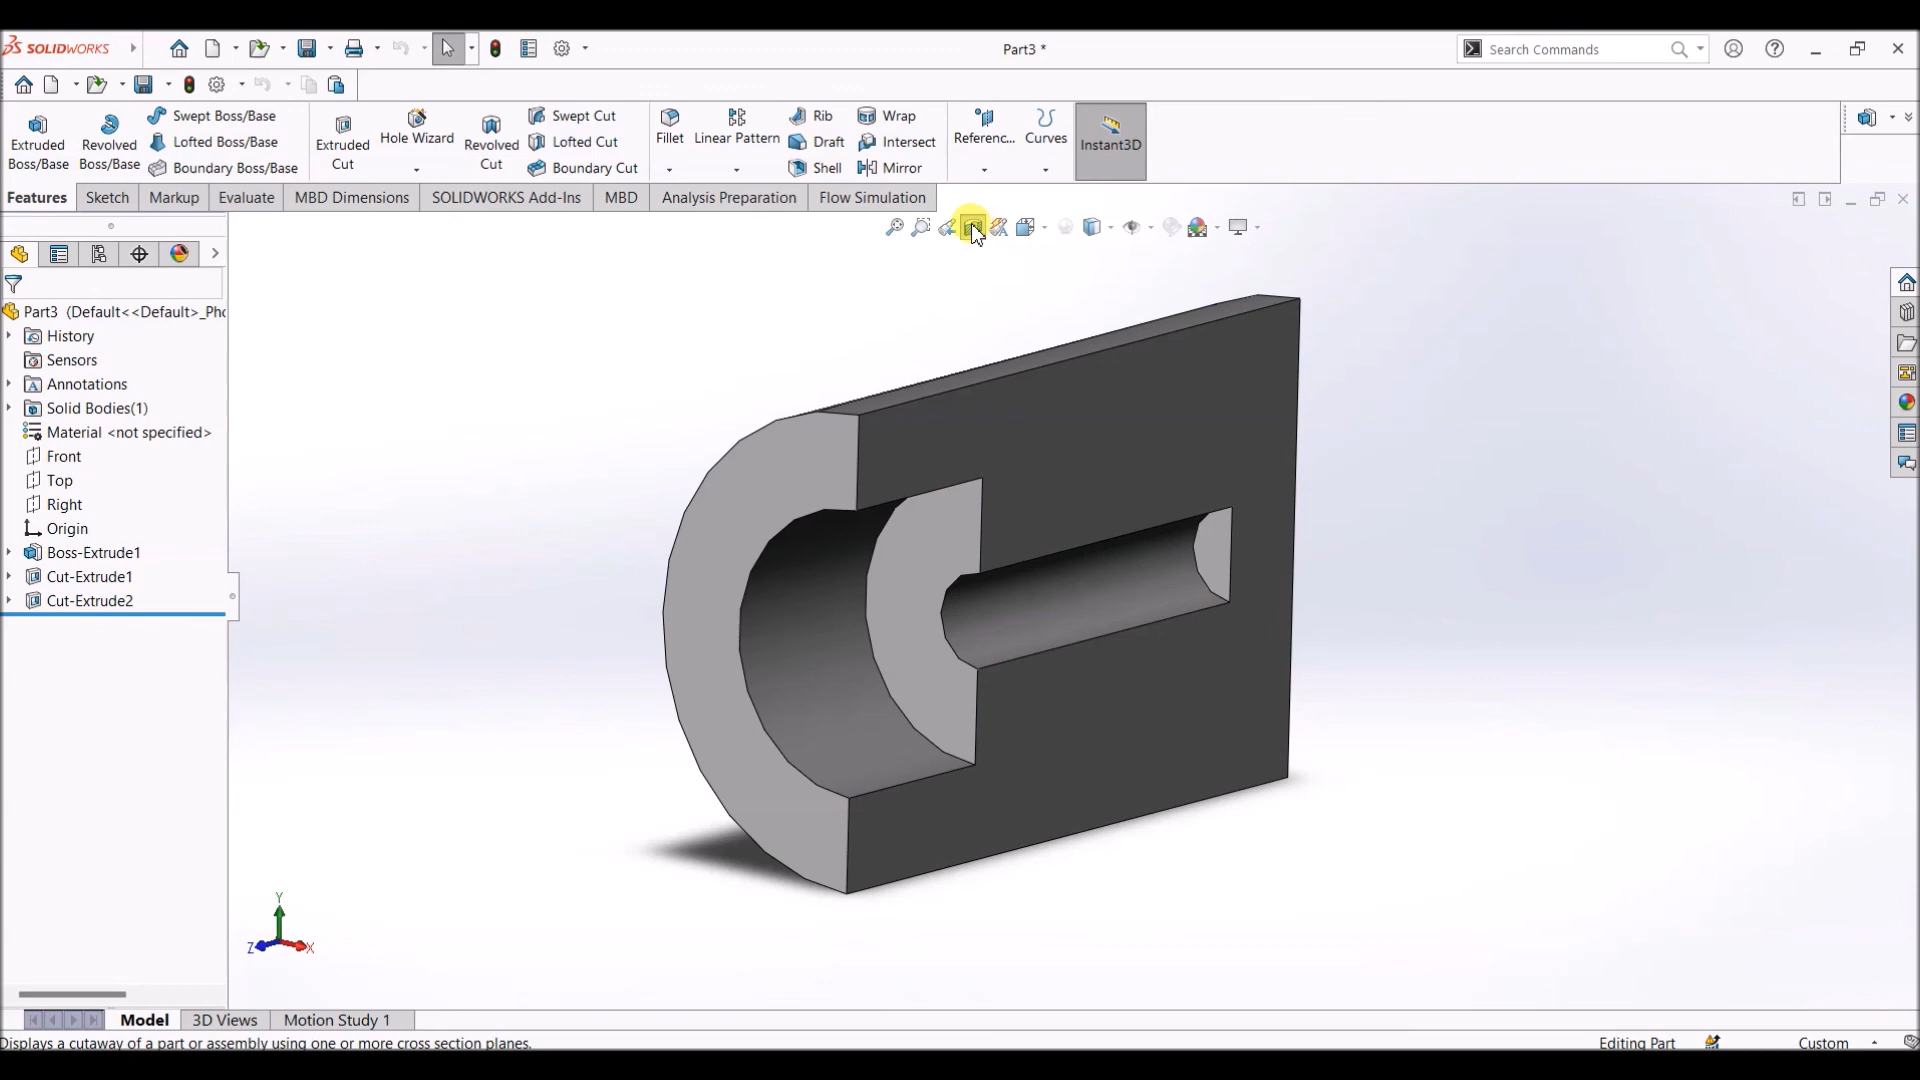 SOLIDWORKS
Part3 *
Search Commands
Extruded Boss/Base
Revolved Boss/Base
Swept Boss/Base
Lofted Boss/Base
Boundary Boss/Base
Extruded Cut
Hole Wizard
Revolved Cut
Swept Cut
Lofted Cut
Boundary Cut
Fillet
Linear Pattern
Rib
Draft
Shell
Wrap
Intersect
Mirror
Referenc...
Curves
Instant3D
Features
Sketch
Markup
Evaluate
MBD Dimensions
SOLIDWORKS Add-Ins
MBD
Analysis Preparation
Flow Simulation
Part3 (Default<<Default>_Pho
History
Sensors
Annotations
Solid Bodies(1)
Material <not specified>
Front
Top
Right
Origin
Boss-Extrude1
Cut-Extrude1
Cut-Extrude2
Y
Z
X
Model
3D Views
Motion Study 1
Displays a cutaway of a part or assembly using one or more cross section planes.
Editing Part
Custom